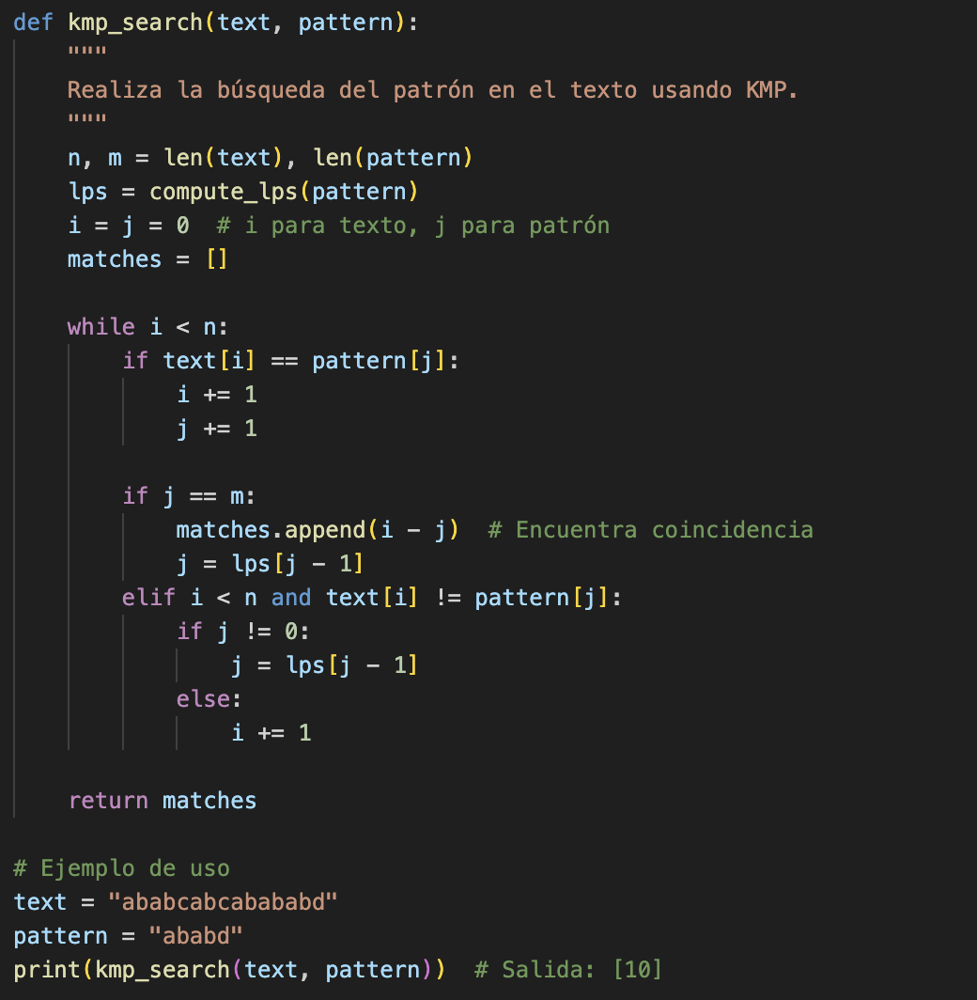 def kmp_search(text, pattern):
    """
    Realiza la búsqueda del patrón en el texto usando KMP.
    """
    n, m = len(text), len(pattern)
    lps = compute_lps(pattern)
    i = j = 0  # i para texto, j para patrón
    matches = []

    while i < n:
        if text[i] == pattern[j]:
            i += 1
            j += 1

        if j == m:
            matches.append(i - j)  # Encuentra coincidencia
            j = lps[j - 1]
        elif i < n and text[i] != pattern[j]:
            if j != 0:
                j = lps[j - 1]
            else:
                i += 1

    return matches

# Ejemplo de uso
text = "ababcabcabababd"
pattern = "ababd"
print(kmp_search(text, pattern))  # Salida: [10]